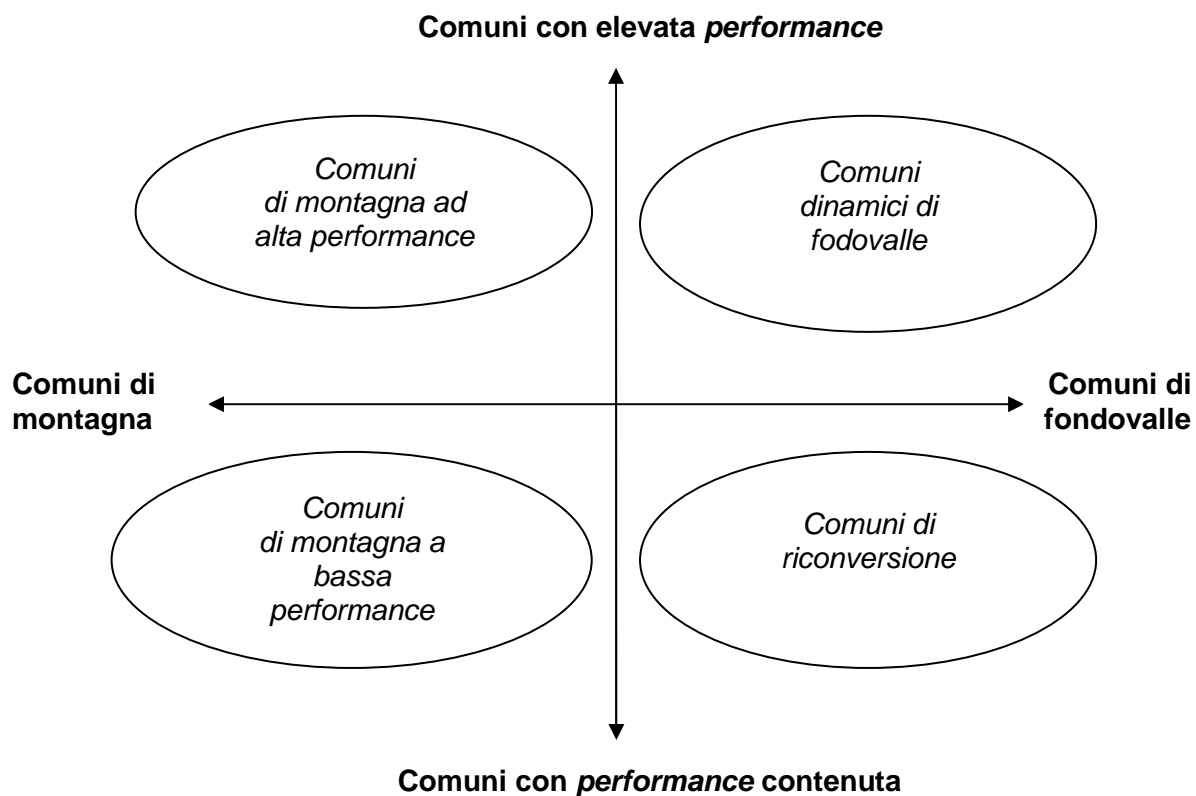 Comuni con elevata performance
Comuni
di montagna ad
alta performance
Comuni
dinamici di
fodovalle
Comuni di
montagna
Comuni di
fondovalle
Comuni
di montagna a
bassa
performance
Comuni di
riconversione
Comuni con performance contenuta